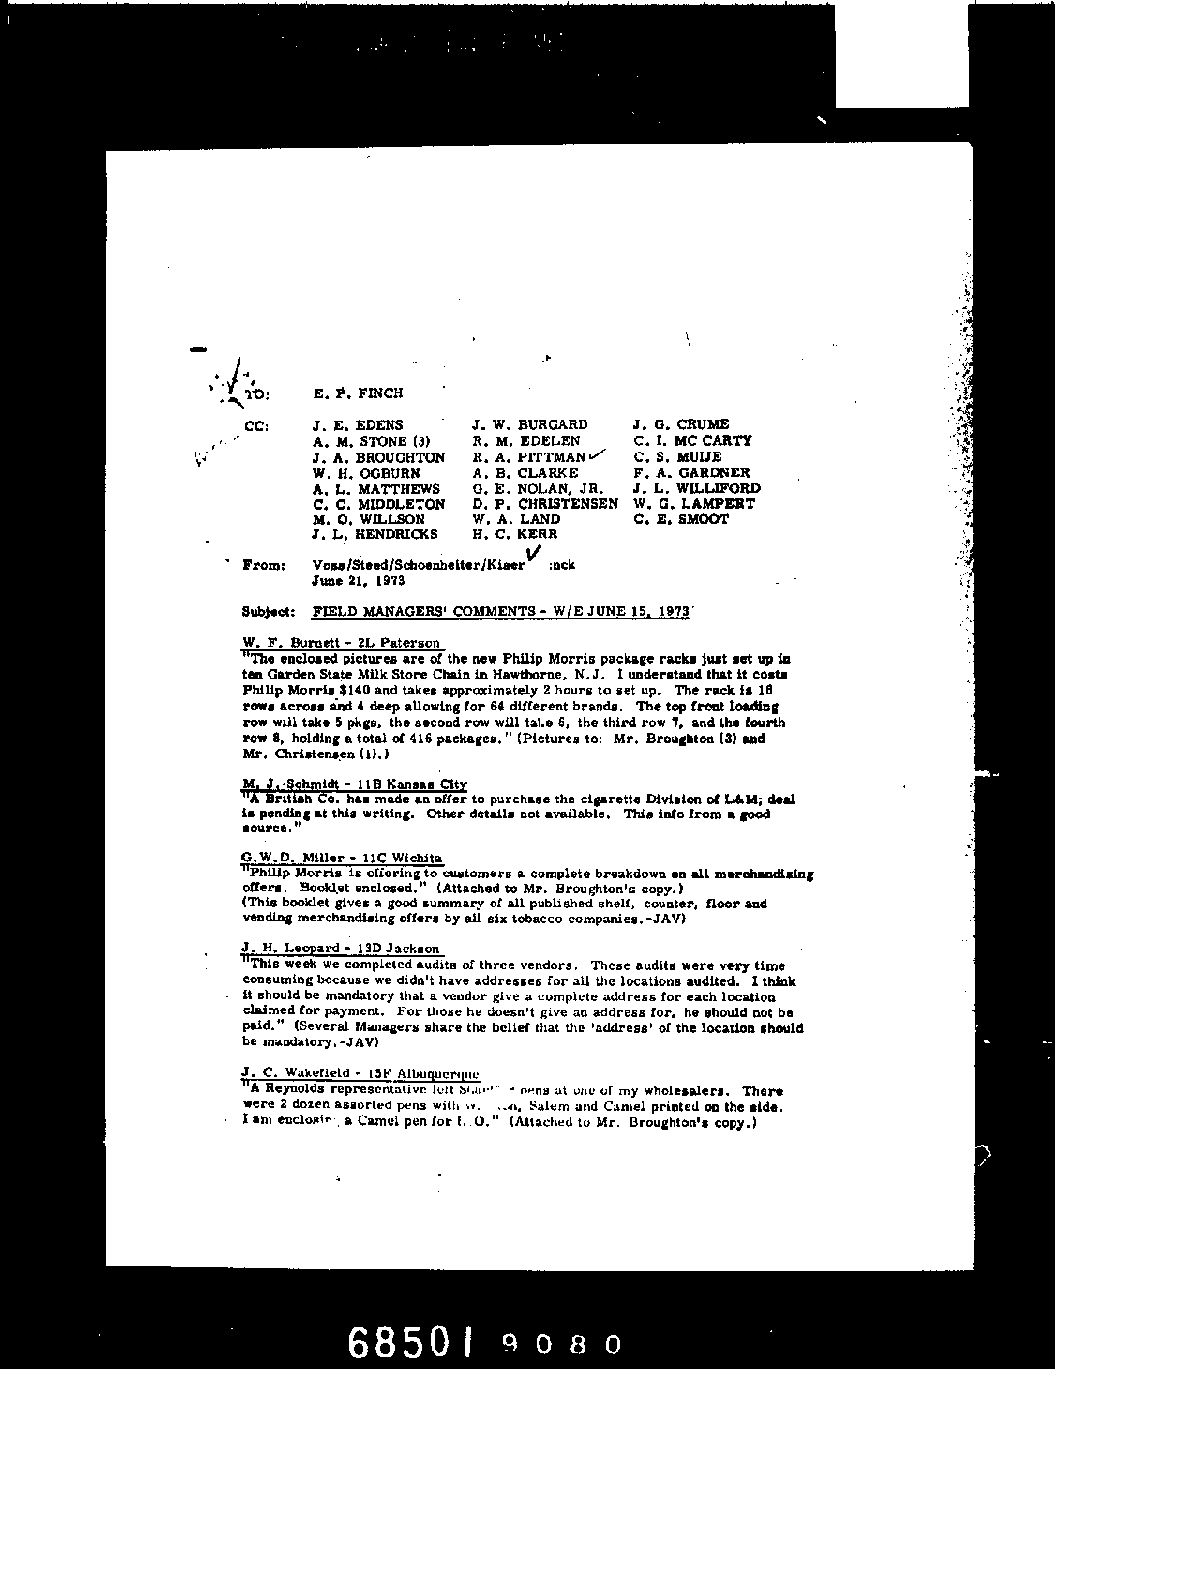 TO: E. P. FINCH
CC: J. E. EDENS J. W. BURGARD J. G. CRUME
A. M. STONE (3) R. M. EDELEN C. I. MC CARTY
J. A. BROUGHTON R. A. PITTMAN C. S. MUIJE
W. H. OGBURN A. B. CLARKE F. A. GARDNER
A. L. MATTHEWS G. E. NOLAN, JR. J. L. WILLIFORD
C. C. MIDDLETON D. P. CHRISTENSEN W. G. LAMPERT
M. O. WILLSON W. A. LAND C. E. SMOOT
J. L. HENDRICKS H. C. KERR
From: Voss/Steed/Schoenheiter/Kiser :nck
June 21, 1973
Subject: FIELD MANAGERS' COMMENTS - W/E JUNE 15, 1973
W. F. Burnett - 2L Paterson
"The enclosed pictures are of the new Philip Morris package racks just set up in
ten Garden State Milk Store Chain in Hawthorne, N.J. I understand that it costs
Philip Morris $140 and takes approximately 2 hours to set up. The rack is 16
rows across and 4 deep allowing for 64 different brands. The top front loading
row will take 5 pkgs, the second row will take 6, the third row 7, and the fourth
row 8, holding a total of 416 packages." (Pictures to: Mr. Broughton (3) and
Mr. Christensen (1).)
M. J. Schmidt - 11B Kansas City
"A British Co. has made an offer to purchase the cigarette Division of L&M; deal
is pending at this writing. Other details not available. This info from a good
source."
G.W.D. Miller - 11C Wichita
"Philip Morris is offering to customers a complete breakdown on all merchandising
offers. Booklet enclosed." (Attached to Mr. Broughton's copy.)
(This booklet gives a good summary of all published shelf, counter, floor and
vending merchandising offers by all six tobacco companies.-JAV)
J. H. Leopard - 13D Jackson
"This week we completed audits of three vendors. These audits were very time
consuming because we didn't have addresses for all the locations audited. I think
it should be mandatory that a vendor give a complete address for each location
claimed for payment. For those he doesn't give an address for, he should not be
paid." (Several Managers share the belief that the 'address' of the location should
be mandatory.-JAV)
J. C. Wakefield - 15F Albuquerque
"A Reynolds representative left pens at one of my wholesalers. There
were 2 dozen assorted pens with Salem and Camel printed on the side.
I am enclosing a Camel pen for H.O." (Attached to Mr. Broughton's copy.)
68501 9080